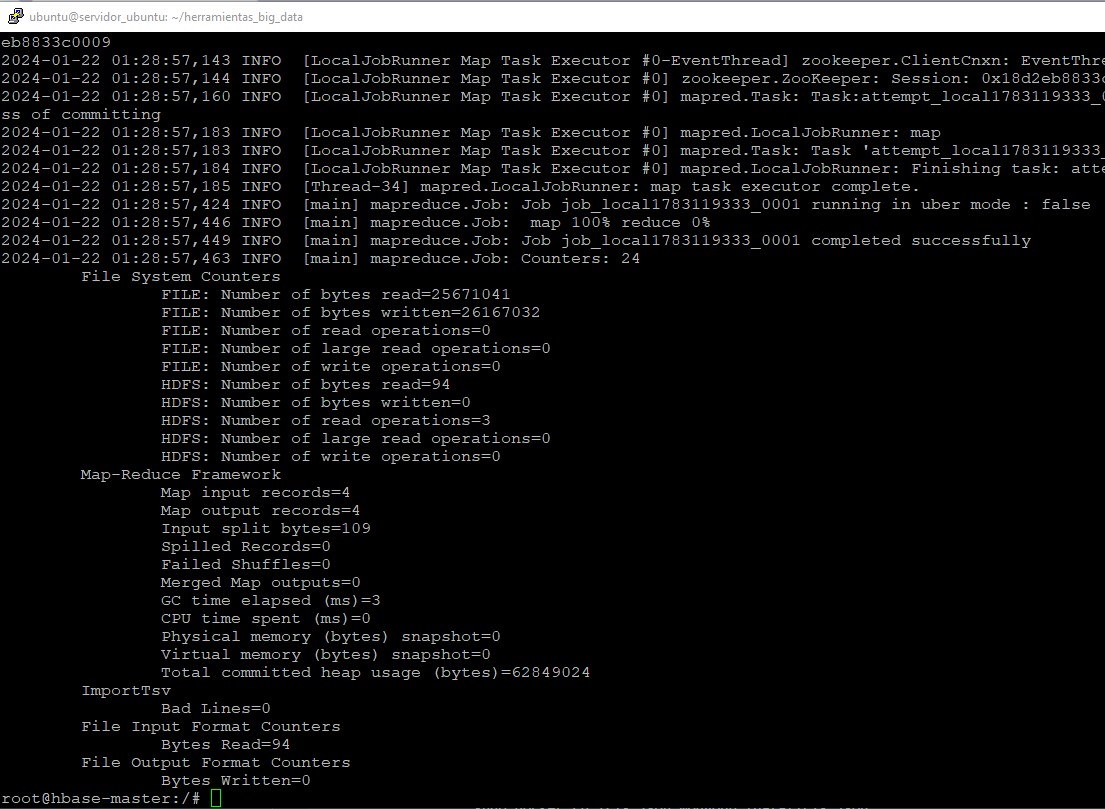 ubuntu@servidor_ubuntu: ~/herramientas_big_data
eb8833c0009
2024-01-22 01:28:57,143 INFO  [LocalJobRunner Map Task Executor #0-EventThread] zookeeper.ClientCnxn: EventThre
2024-01-22 01:28:57,144 INFO  [LocalJobRunner Map Task Executor #0] zookeeper.ZooKeeper: Session: 0x18d2eb8833c
2024-01-22 01:28:57,160 INFO  [LocalJobRunner Map Task Executor #0] mapred.Task: Task:attempt_local1783119333_0
ss of committing
2024-01-22 01:28:57,183 INFO  [LocalJobRunner Map Task Executor #0] mapred.LocalJobRunner: map
2024-01-22 01:28:57,183 INFO  [LocalJobRunner Map Task Executor #0] mapred.Task: Task 'attempt_local1783119333_
2024-01-22 01:28:57,184 INFO  [LocalJobRunner Map Task Executor #0] mapred.LocalJobRunner: Finishing task: atte
2024-01-22 01:28:57,185 INFO  [Thread-34] mapred.LocalJobRunner: map task executor complete.
2024-01-22 01:28:57,424 INFO  [main] mapreduce.Job: Job job_local1783119333_0001 running in uber mode : false
2024-01-22 01:28:57,446 INFO  [main] mapreduce.Job:  map 100% reduce 0%
2024-01-22 01:28:57,449 INFO  [main] mapreduce.Job: Job job_local1783119333_0001 completed successfully
2024-01-22 01:28:57,463 INFO  [main] mapreduce.Job: Counters: 24
File System Counters
FILE: Number of bytes read=25671041
FILE: Number of bytes written=26167032
FILE: Number of read operations=0
FILE: Number of large read operations=0
FILE: Number of write operations=0
HDFS: Number of bytes read=94
HDFS: Number of bytes written=0
HDFS: Number of read operations=3
HDFS: Number of large read operations=0
HDFS: Number of write operations=0
Map-Reduce Framework
Map input records=4
Map output records=4
Input split bytes=109
Spilled Records=0
Failed Shuffles=0
Merged Map outputs=0
GC time elapsed (ms)=3
CPU time spent (ms)=0
Physical memory (bytes) snapshot=0
Virtual memory (bytes) snapshot=0
Total committed heap usage (bytes)=62849024
ImportTsv
Bad Lines=0
File Input Format Counters
Bytes Read=94
File Output Format Counters
Bytes Written=0
root@hbase-master:/#